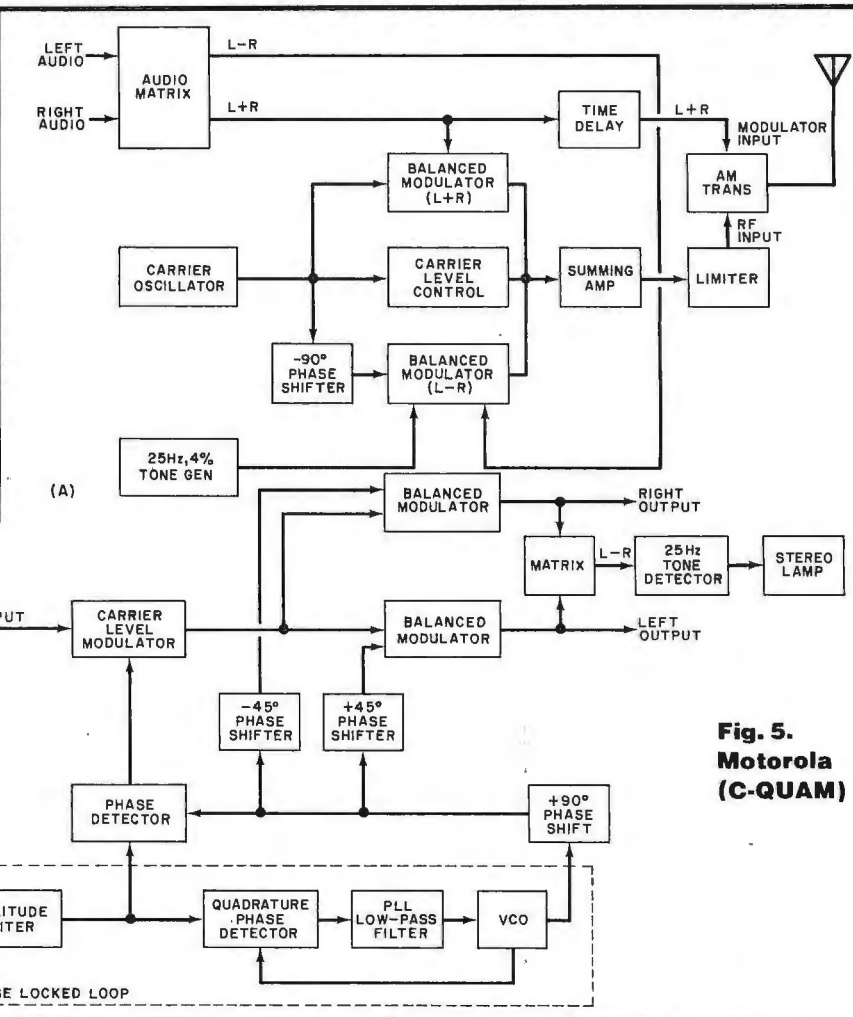 LEFT AUDIO
RIGHT AUDIO
AUDIO MATRIX
L–R
L+R
TIME DELAY
L+R
MODULATOR INPUT
AM TRANS
RF INPUT
BALANCED MODULATOR (L+R)
CARRIER OSCILLATOR
CARRIER LEVEL CONTROL
SUMMING AMP
LIMITER
–90° PHASE SHIFTER
BALANCED MODULATOR (L–R)
25Hz, 4% TONE GEN
(A)
BALANCED MODULATOR
RIGHT OUTPUT
MATRIX
L–R
25Hz TONE DETECTOR
STEREO LAMP
PUT
CARRIER LEVEL MODULATOR
BALANCED MODULATOR
LEFT OUTPUT
–45° PHASE SHIFTER
+45° PHASE SHIFTER
Fig. 5.
Motorola
(C-QUAM)
PHASE DETECTOR
+90° PHASE SHIFT
ITUDE
ITER
QUADRATURE PHASE DETECTOR
PLL LOW-PASS FILTER
VCO
SE LOCKED LOOP